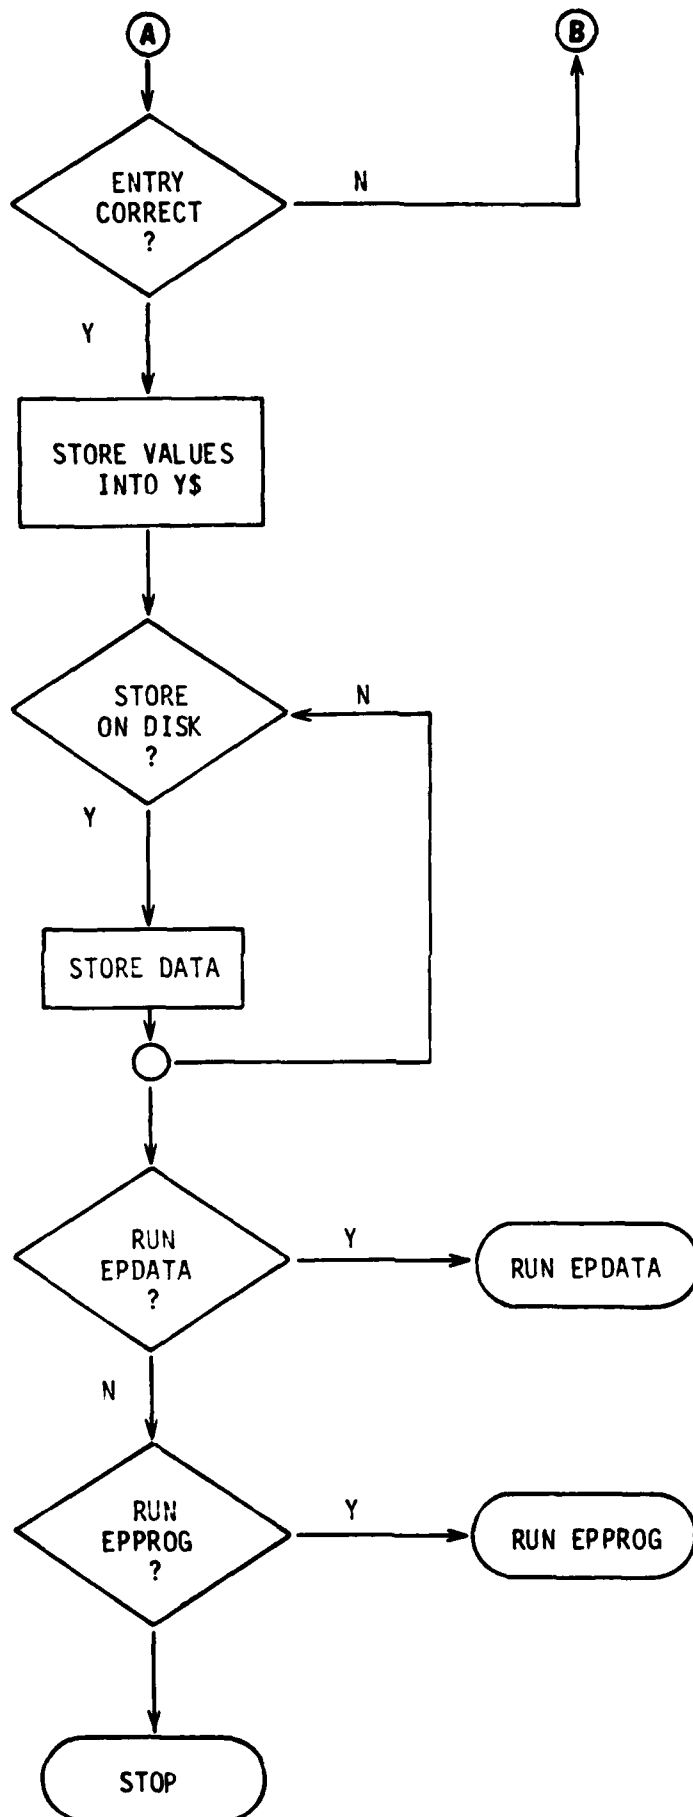 A
B
ENTRY
CORRECT
?
N
Y
STORE VALUES
INTO Y$
STORE
ON DISK
?
N
Y
STORE DATA
RUN
EPDATA
?
Y
RUN EPDATA
N
RUN
EPPROG
?
Y
RUN EPPROG
STOP